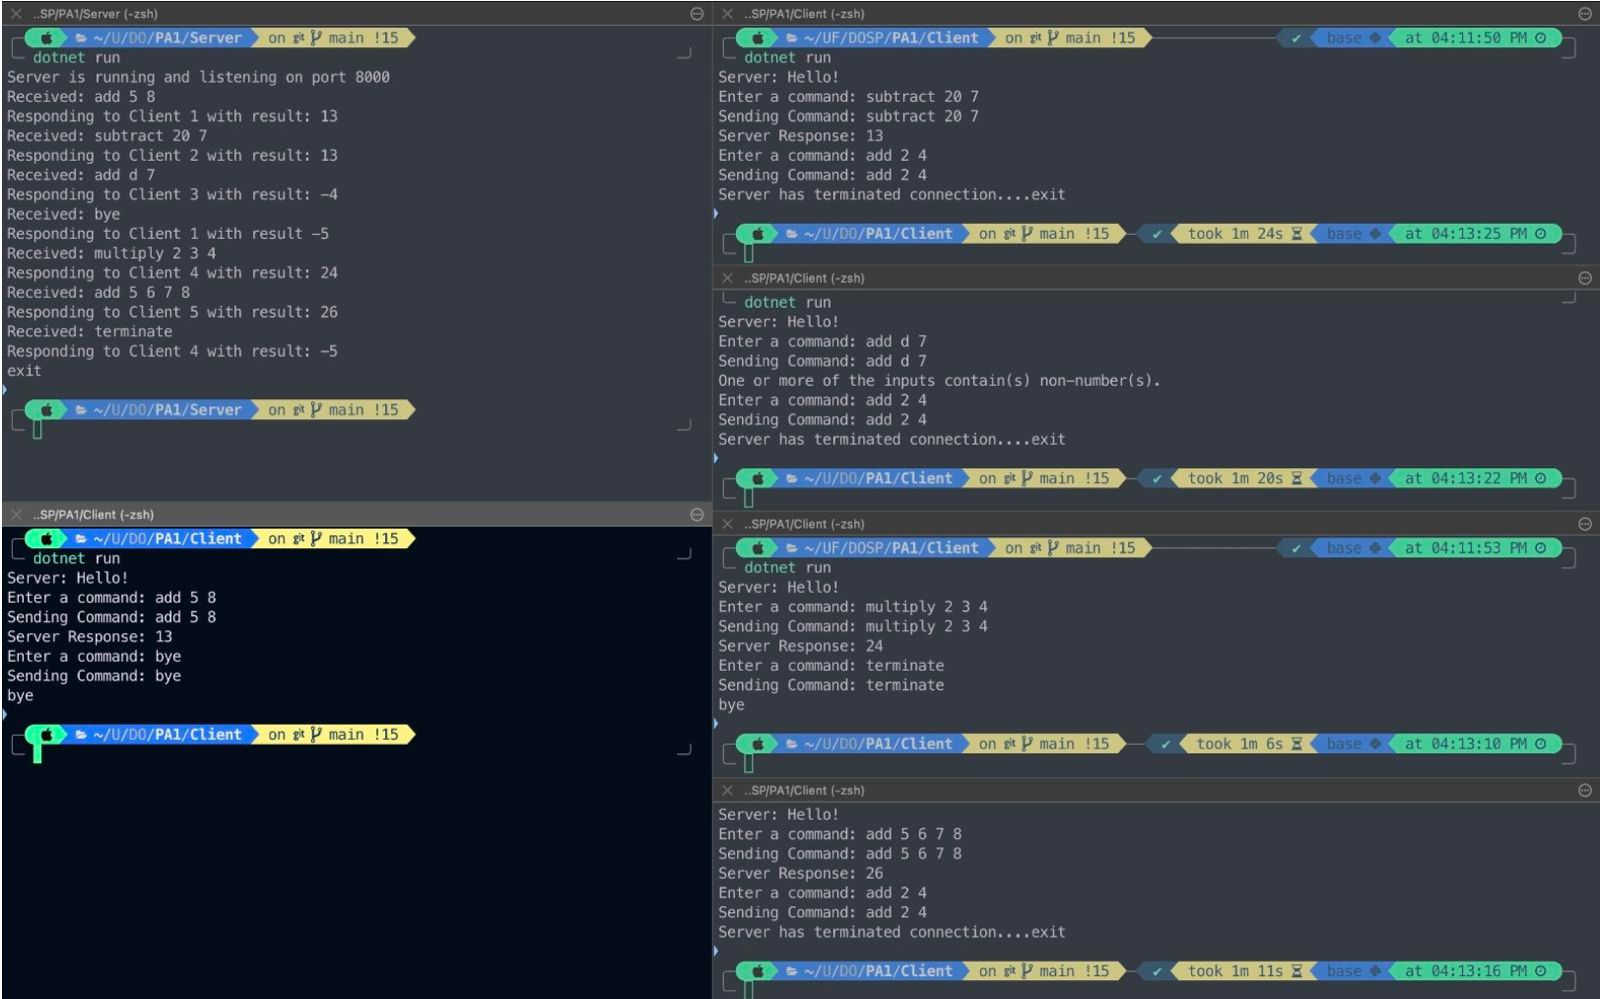 ..SP/PA1/Server (-zsh)
~/U/DO/PA1/Server on git main !15
dotnet run
Server is running and listening on port 8000
Received: add 5 8
Responding to Client 1 with result: 13
Received: subtract 20 7
Responding to Client 2 with result: 13
Received: add d 7
Responding to Client 3 with result: -4
Received: bye
Responding to Client 1 with result -5
Received: multiply 2 3 4
Responding to Client 4 with result: 24
Received: add 5 6 7 8
Responding to Client 5 with result: 26
Received: terminate
Responding to Client 4 with result: -5
exit
~/U/DO/PA1/Server on git main !15
..SP/PA1/Client (-zsh)
~/U/DO/PA1/Client on git main !15
dotnet run
Server: Hello!
Enter a command: add 5 8
Sending Command: add 5 8
Server Response: 13
Enter a command: bye
Sending Command: bye
bye
~/U/DO/PA1/Client on git main !15
..SP/PA1/Client (-zsh)
~/UF/DOSP/PA1/Client on git main !15 ✔ base at 04:11:50 PM
dotnet run
Server: Hello!
Enter a command: subtract 20 7
Sending Command: subtract 20 7
Server Response: 13
Enter a command: add 2 4
Sending Command: add 2 4
Server has terminated connection....exit
~/U/DO/PA1/Client on git main !15 ✔ took 1m 24s base at 04:13:25 PM
..SP/PA1/Client (-zsh)
dotnet run
Server: Hello!
Enter a command: add d 7
Sending Command: add d 7
One or more of the inputs contain(s) non-number(s).
Enter a command: add 2 4
Sending Command: add 2 4
Server has terminated connection....exit
~/U/DO/PA1/Client on git main !15 ✔ took 1m 20s base at 04:13:22 PM
..SP/PA1/Client (-zsh)
~/UF/DOSP/PA1/Client on git main !15 ✔ base at 04:11:53 PM
dotnet run
Server: Hello!
Enter a command: multiply 2 3 4
Sending Command: multiply 2 3 4
Server Response: 24
Enter a command: terminate
Sending Command: terminate
bye
~/U/DO/PA1/Client on git main !15 ✔ took 1m 6s base at 04:13:10 PM
..SP/PA1/Client (-zsh)
Server: Hello!
Enter a command: add 5 6 7 8
Sending Command: add 5 6 7 8
Server Response: 26
Enter a command: add 2 4
Sending Command: add 2 4
Server has terminated connection....exit
~/U/DO/PA1/Client on git main !15 ✔ took 1m 11s base at 04:13:16 PM